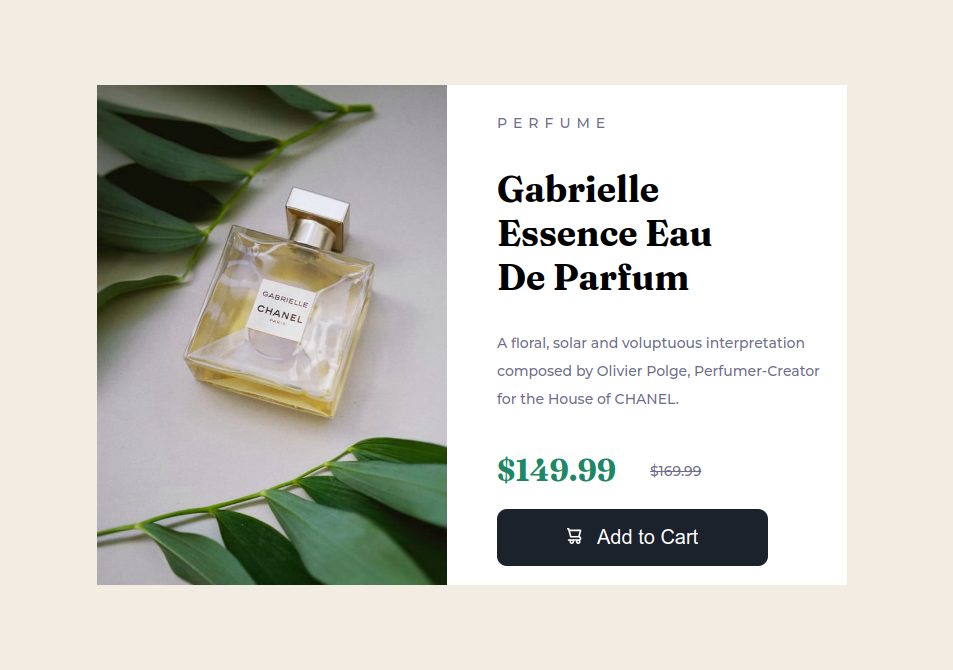 PERFUME
Gabrielle
Essence Eau
De Parfum
A floral, solar and voluptuous interpretation
composed by Olivier Polge, Perfumer-Creator
for the House of CHANEL.
$149.99 $169.99
Add to Cart
GABRIELLE
CHANEL
PARIS